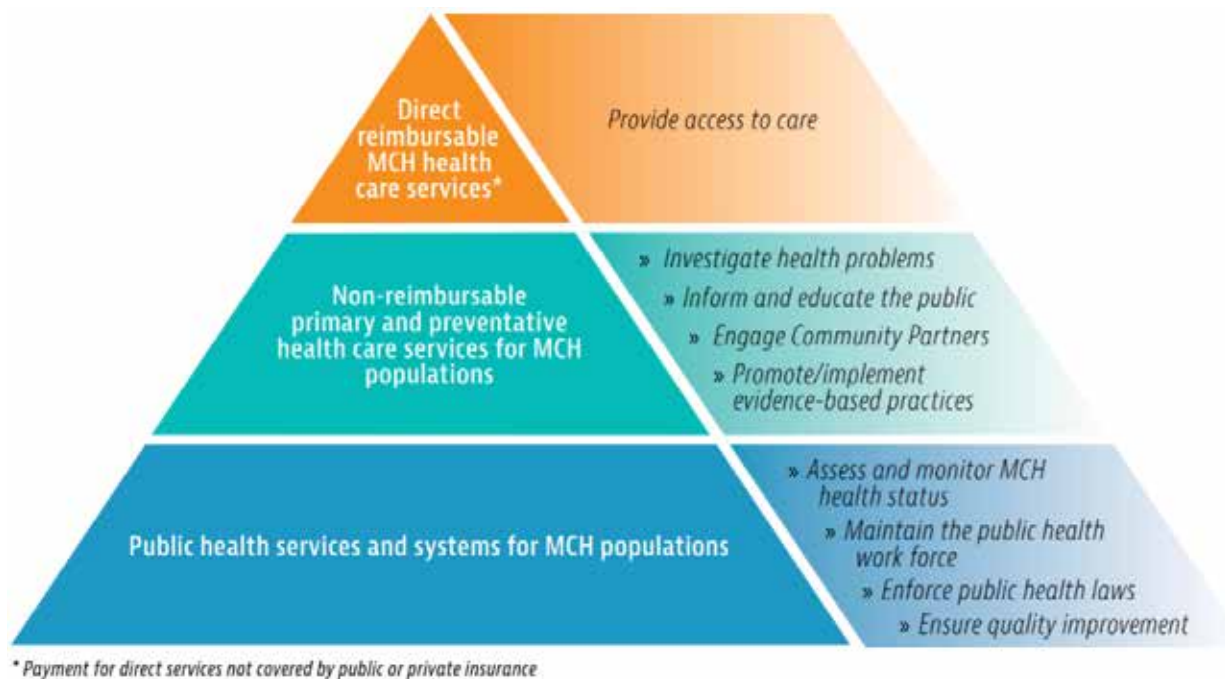 Direct
reimbursable
MCH health
care services*
Provide access to care
Non-reimbursable
primary and preventative
health care services for MCH
populations
» Investigate health problems
» Inform and educate the public
» Engage Community Partners
» Promote/implement
evidence-based practices
Public health services and systems for MCH populations
» Assess and monitor MCH
health status
» Maintain the public health
work force
» Enforce public health laws
» Ensure quality improvement
* Payment for direct services not covered by public or private insurance